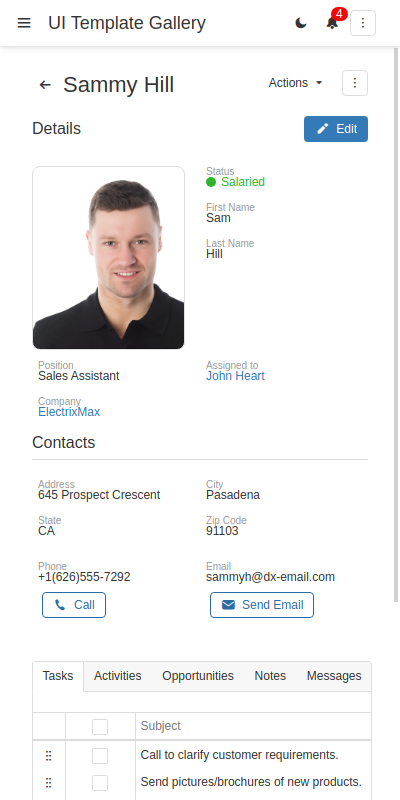 UI Template Gallery
4
Sammy Hill
Actions
Details
Edit
Status
Salaried
First Name
Sam
Last Name
Hill
Position
Sales Assistant
Assigned to
John Heart
Company
ElectrixMax
Contacts
Address
645 Prospect Crescent
City
Pasadena
State
CA
Zip Code
91103
Phone
+1(626)555-7292
Email
sammyh@dx-email.com
Call
Send Email
Tasks Activities Opportunities Notes Messages
Subject
Call to clarify customer requirements.
Send pictures/brochures of new products.